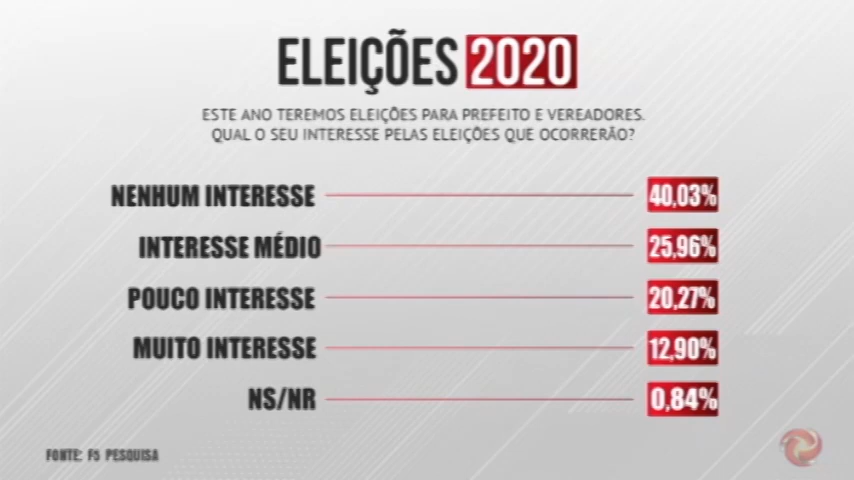 ELEIÇÕES 2020
ESTE ANO TEREMOS ELEIÇÕES PARA PREFEITO E VEREADORES.
QUAL O SEU INTERESSE PELAS ELEIÇÕES QUE OCORRERÃO?
NENHUM INTERESSE 40,03%
INTERESSE MÉDIO 25,96%
POUCO INTERESSE 20,27%
MUITO INTERESSE 12,90%
NS/NR 0,84%
FONTE: F5 PESQUISA